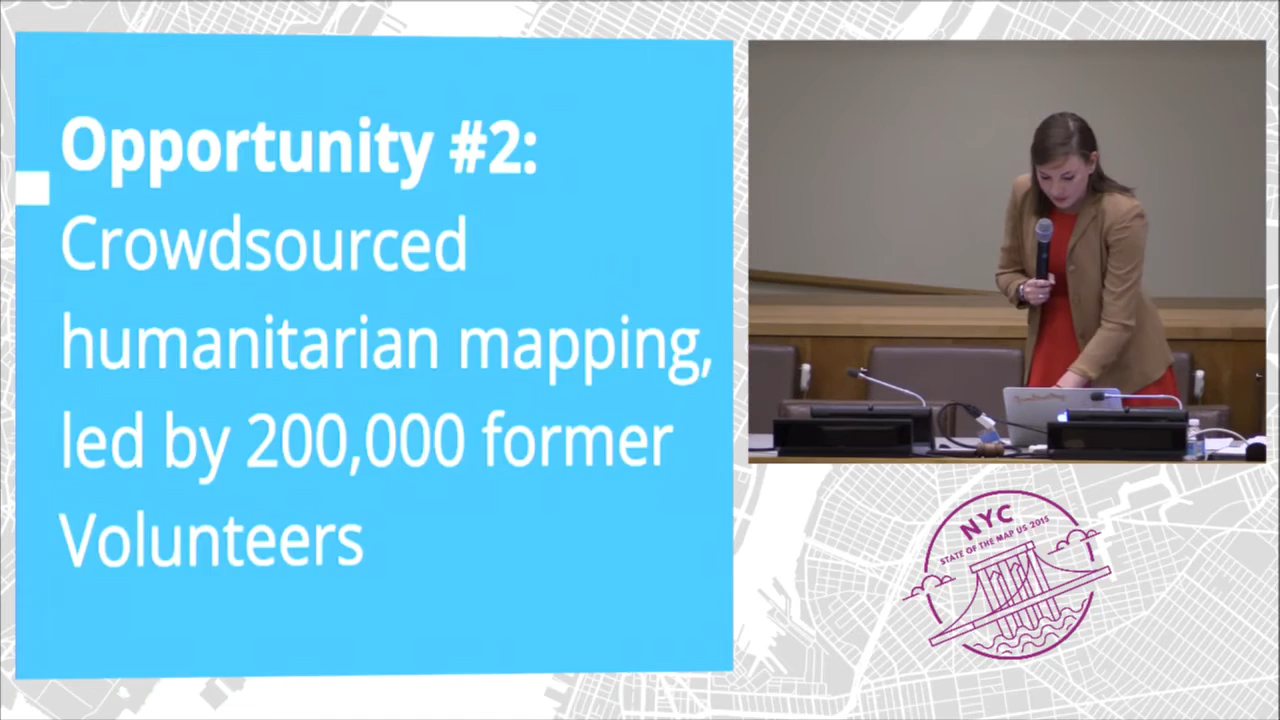 Opportunity #2:
Crowdsourced
humanitarian mapping,
led by 200,000 former
Volunteers
NYC
STATE OF THE MAP US 2015